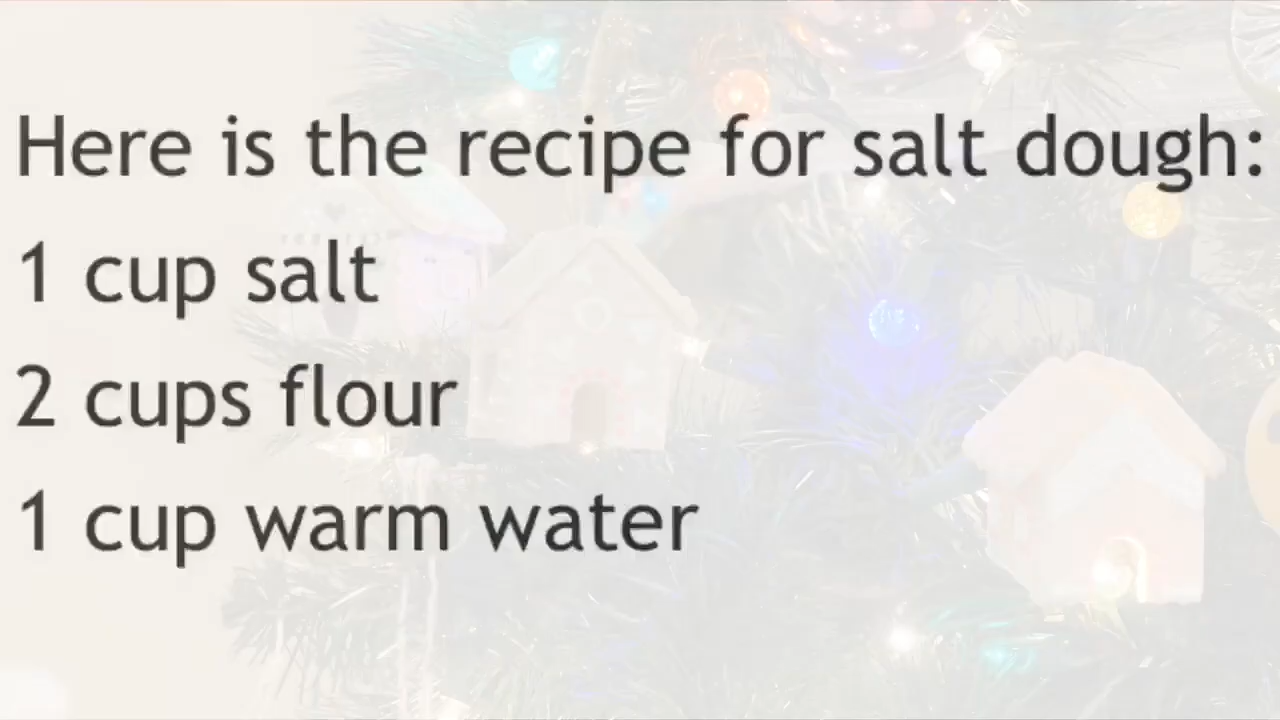 Here is the recipe for salt dough:
1 cup salt
2 cups flour
1 cup warm water